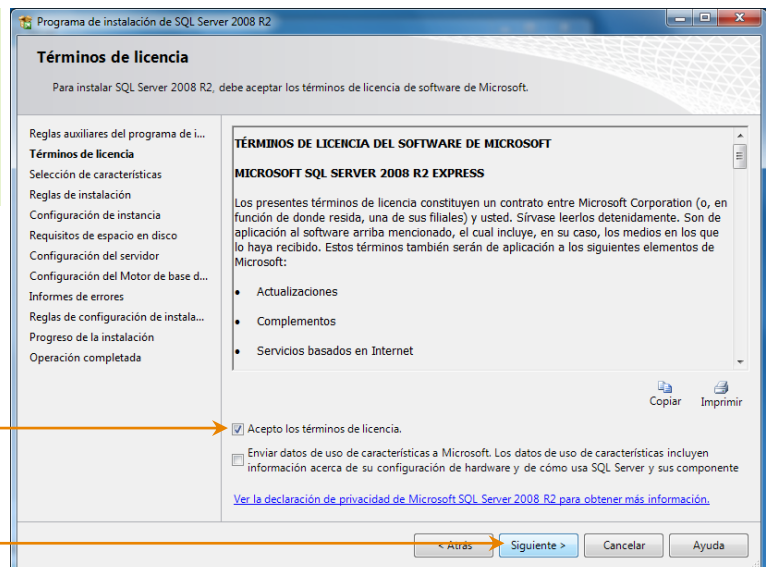 Programa de instalación de SQL Server 2008 R2
Términos de licencia
Para instalar SQL Server 2008 R2, debe aceptar los términos de licencia de software de Microsoft.
Reglas auxiliares del programa de i...
Términos de licencia
Selección de características
Reglas de instalación
Configuración de instancia
Requisitos de espacio en disco
Configuración del servidor
Configuración del Motor de base d...
Informes de errores
Reglas de configuración de instala...
Progreso de la instalación
Operación completada
TÉRMINOS DE LICENCIA DEL SOFTWARE DE MICROSOFT
MICROSOFT SQL SERVER 2008 R2 EXPRESS
Los presentes términos de licencia constituyen un contrato entre Microsoft Corporation (o, en
función de donde resida, una de sus filiales) y usted. Sírvase leerlos detenidamente. Son de
aplicación al software arriba mencionado, el cual incluye, en su caso, los medios en los que
lo haya recibido. Estos términos también serán de aplicación a los siguientes elementos de
Microsoft:
• Actualizaciones
• Complementos
• Servicios basados en Internet
Copiar Imprimir
Acepto los términos de licencia.
Enviar datos de uso de características a Microsoft. Los datos de uso de características incluyen
información acerca de su configuración de hardware y de cómo usa SQL Server y sus componente
Ver la declaración de privacidad de Microsoft SQL Server 2008 R2 para obtener más información.
< Atrás Siguiente > Cancelar Ayuda